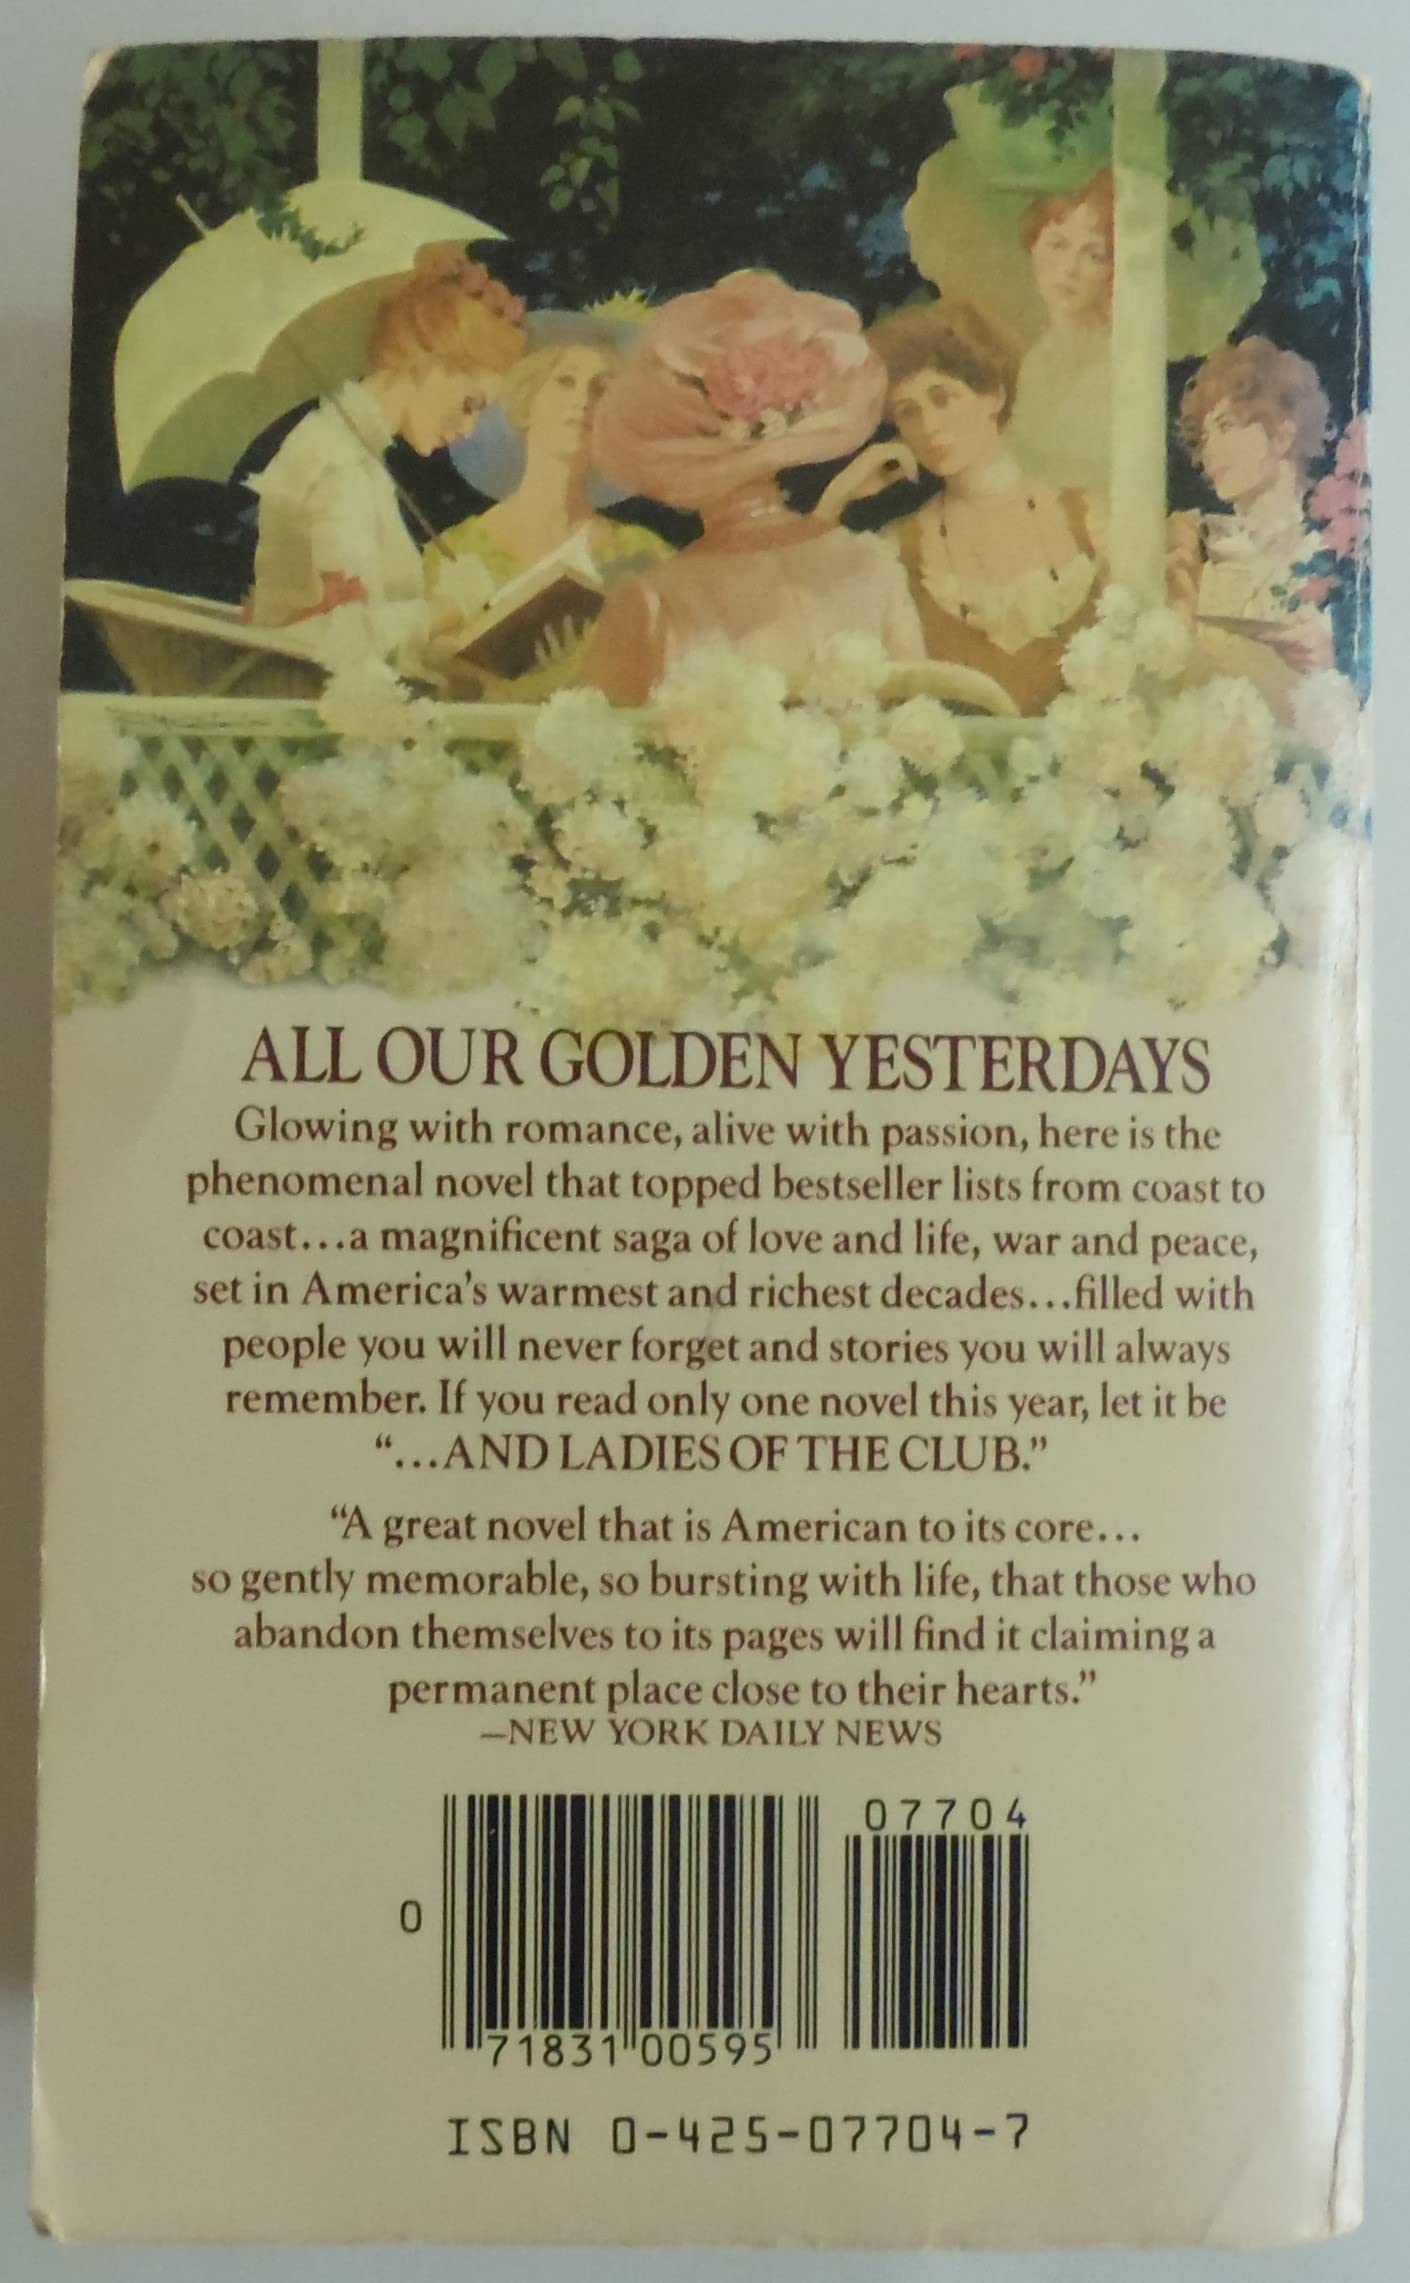 ALL OUR GOLDEN YESTERDAYS
Glowing with romance, alive with passion, here is the
phenomenal novel that topped bestseller lists from coast to
coast...a magnificent saga of love and life, war and peace,
set in America's warmest and richest decades...filled with
people you will never forget and stories you will always
remember. If you read only one novel this year, let it be
“...AND LADIES OF THE CLUB.”
“A great novel that is American to its core...
so gently memorable, so bursting with life, that those who
abandon themselves to its pages will find it claiming a
permanent place close to their hearts.”
—NEW YORK DAILY NEWS
07704
0
71831 00595
ISBN 0-425-07704-7